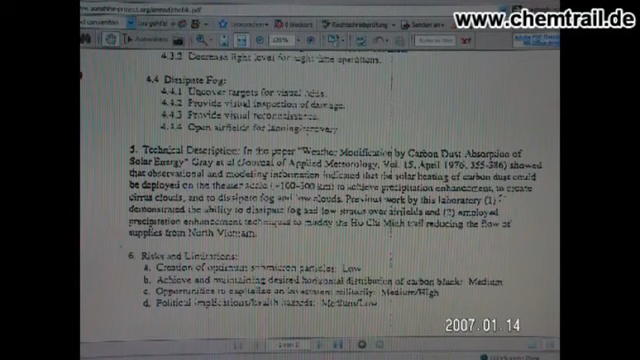 www.chemtrail.de
4.3.2 Decrease light level for night time operations.
4.4 Dissipate Fog:
4.4.1 Uncover targets for visual
4.4.2 Provide visual inspection of damage.
4.4.3 Provide visual reconnaissance.
4.4.4 Open airfields for landing/recovery
5. Technical Description: In the paper "Weather Modification by Carbon Dust Absorption of
Solar Energy" Gray et al (Journal of Applied Meteorology, Vol. 15, April 1976, 355-386) showed
that observational and modeling information indicated that the solar heating of carbon dust could
be deployed on the theater scale (~100-300 km) to achieve precipitation enhancement, to create
cirrus clouds, and to dissipate fog and low clouds. Previous work by this laboratory (1)
demonstrated the ability to dissipate fog and low stratus over airfields and (2) employed
precipitation enhancement techniques to muddy the Ho Chi Minh trail reducing the flow of
supplies from North Vietnam.
6. Risks and Limitations:
a. Creation of optimum submicron particles: Low
b. Achieve and maintaining desired horizontal distribution of carbon black: Medium
c. Opportunities to capitalize on investment militarily: Medium/High
d. Political implications/health hazards: Medium/Low
2007.01.14